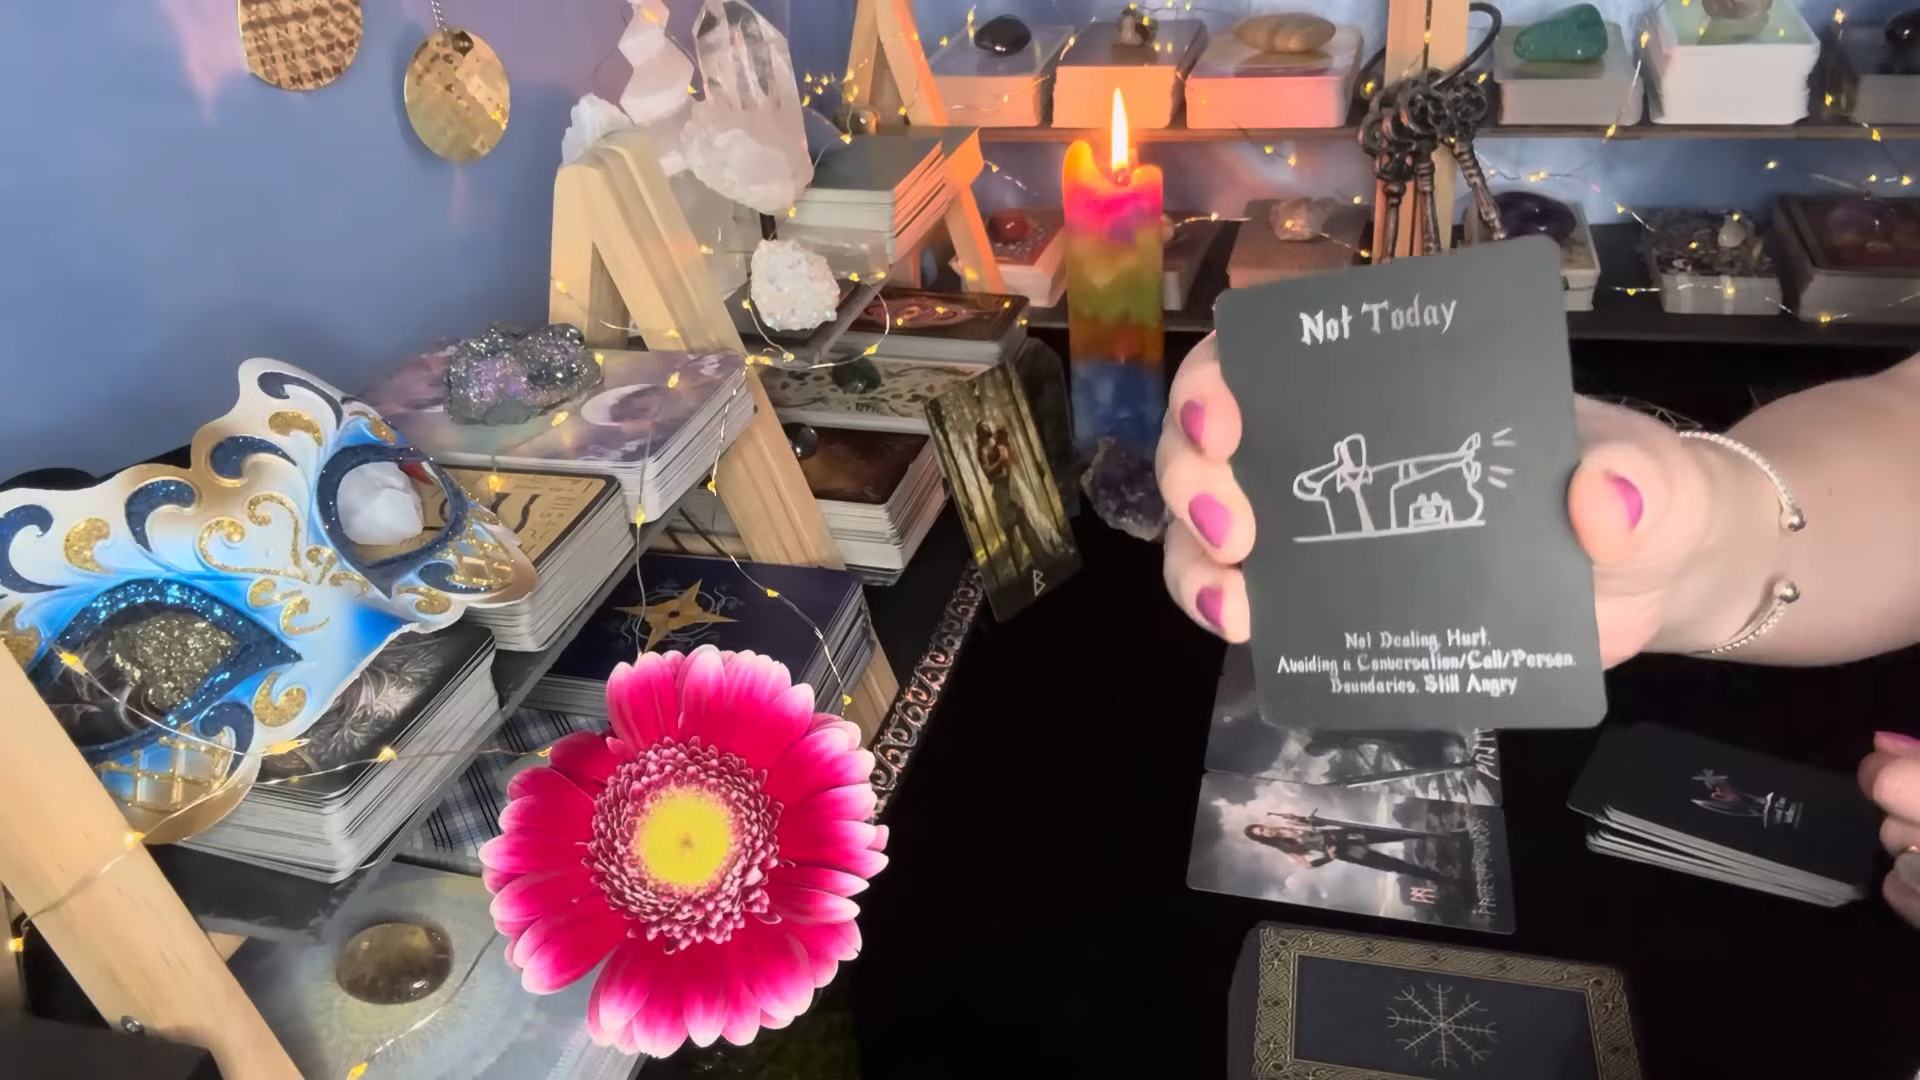 Not Today
Not Dealing, Hurt,
Avoiding a Conversation/Call/Person.
Boundaries. Still Angry